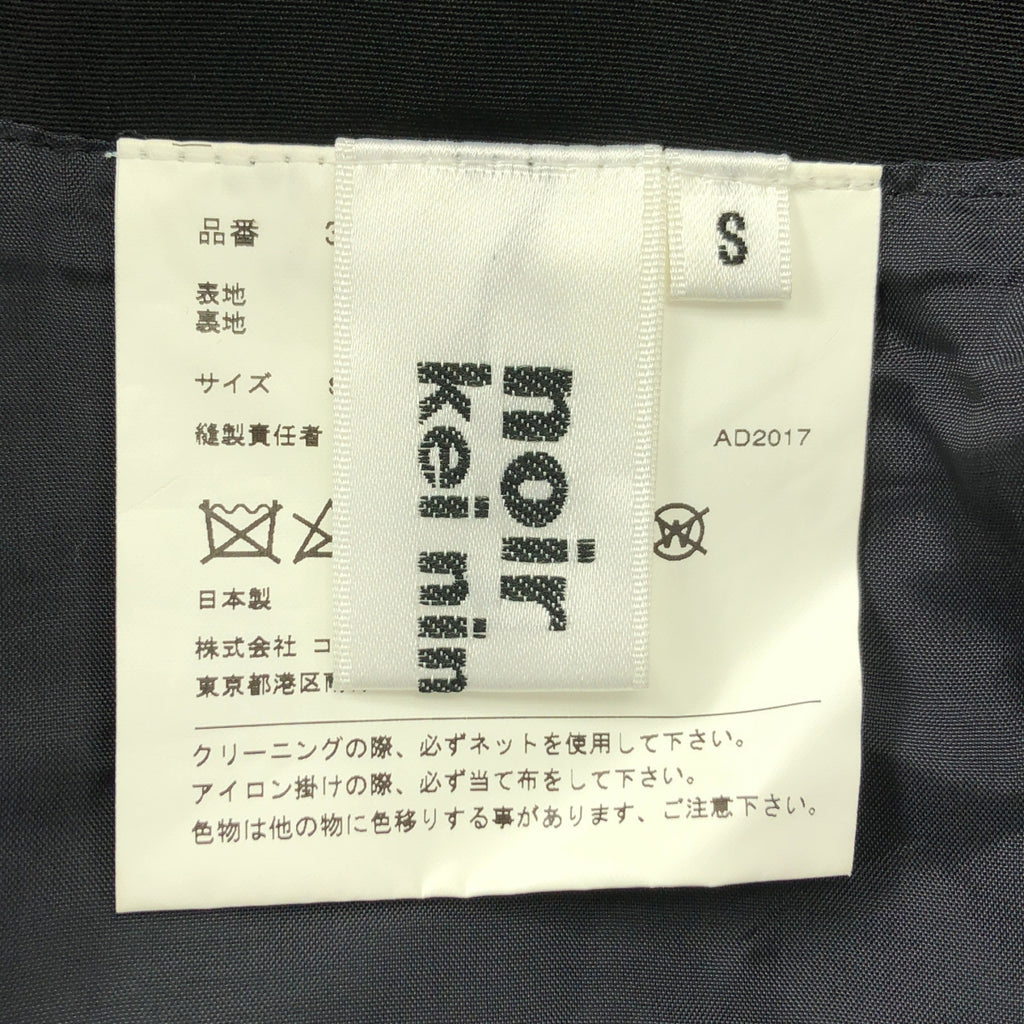 品番 3
表地
裏地
サイズ S
縫製責任者
AD2017
日本製
株式会社 コ
東京都港区南
クリーニングの際、必ずネットを使用して下さい。
アイロン掛けの際、必ず当て布をして下さい。
色物は他の物に色移りする事があります、ご注意下さい。
noir
kei nin
S
W